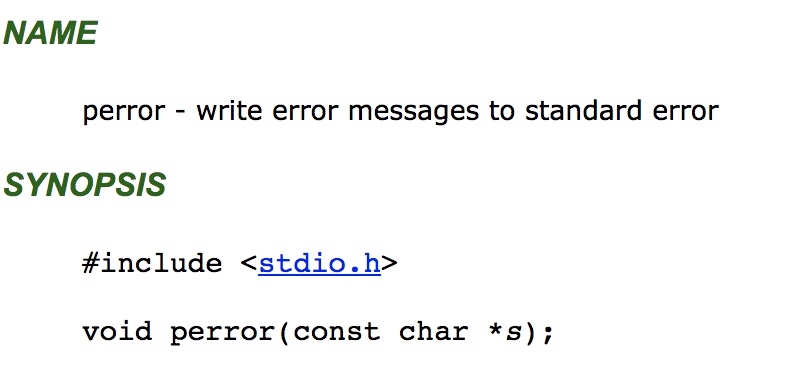 NAME
perror - write error messages to standard error
SYNOPSIS
#include <stdio.h>
void perror(const char *s);